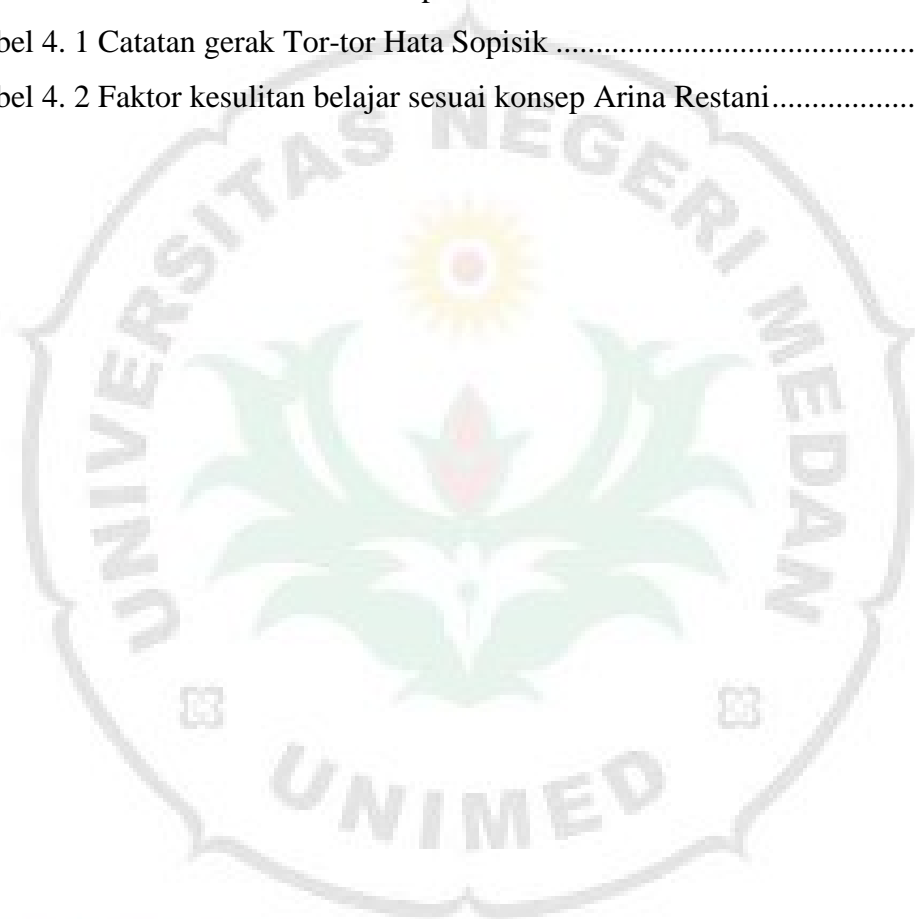 bel 4. 1 Catatan gerak Tor-tor Hata Sopisik ............................................
bel 4. 2 Faktor kesulitan belajar sesuai konsep Arina Restani..................
UNIVERSITAS NEGERI MEDAN
UNIMED